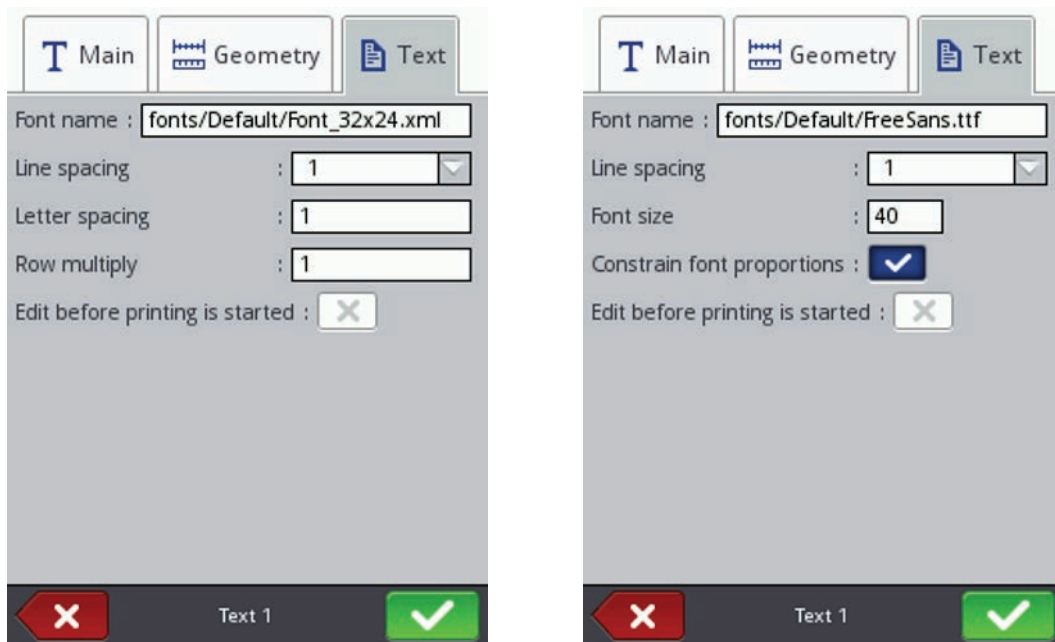 Main Geometry Text
Font name : fonts/Default/Font_32x24.xml
Line spacing : 1
Letter spacing : 1
Row multiply : 1
Edit before printing is started :
Text 1
Main Geometry Text
Font name : fonts/Default/FreeSans.ttf
Line spacing : 1
Font size : 40
Constrain font proportions :
Edit before printing is started :
Text 1